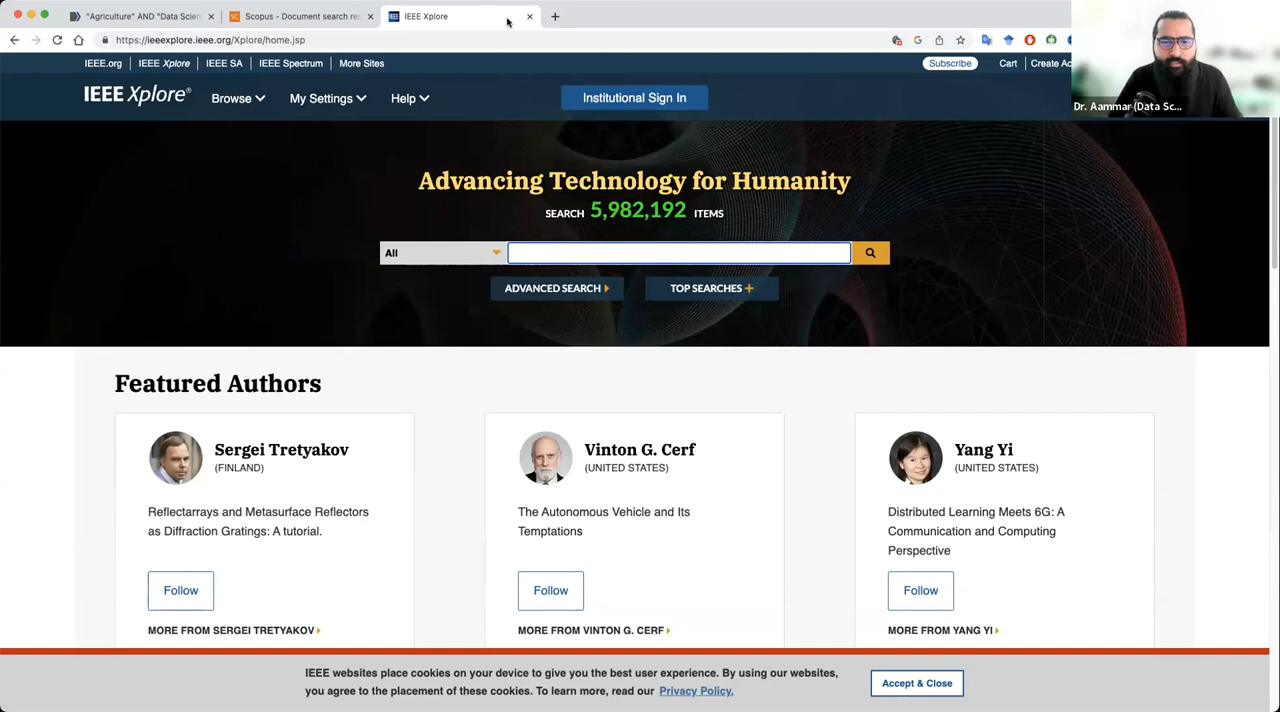 "Agriculture" AND "Data Scien
Scopus - Document search res
IEEE Xplore
https://ieeexplore.ieee.org/Xplore/home.jsp
IEEE.org
IEEE Xplore
IEEE SA
IEEE Spectrum
More Sites
Subscribe
Cart
Create Ac
IEEE Xplore®
Browse
My Settings
Help
Institutional Sign In
Dr. Aammar (Data Sc...
Advancing Technology for Humanity
SEARCH 5,982,192 ITEMS
All
ADVANCED SEARCH
TOP SEARCHES
Featured Authors
Sergei Tretyakov
(FINLAND)
Reflectarrays and Metasurface Reflectors
as Diffraction Gratings: A tutorial.
Follow
MORE FROM SERGEI TRETYAKOV
Vinton G. Cerf
(UNITED STATES)
The Autonomous Vehicle and Its
Temptations
Follow
MORE FROM VINTON G. CERF
Yang Yi
(UNITED STATES)
Distributed Learning Meets 6G: A
Communication and Computing
Perspective
Follow
MORE FROM YANG YI
IEEE websites place cookies on your device to give you the best user experience. By using our websites,
you agree to the placement of these cookies. To learn more, read our Privacy Policy.
Accept & Close